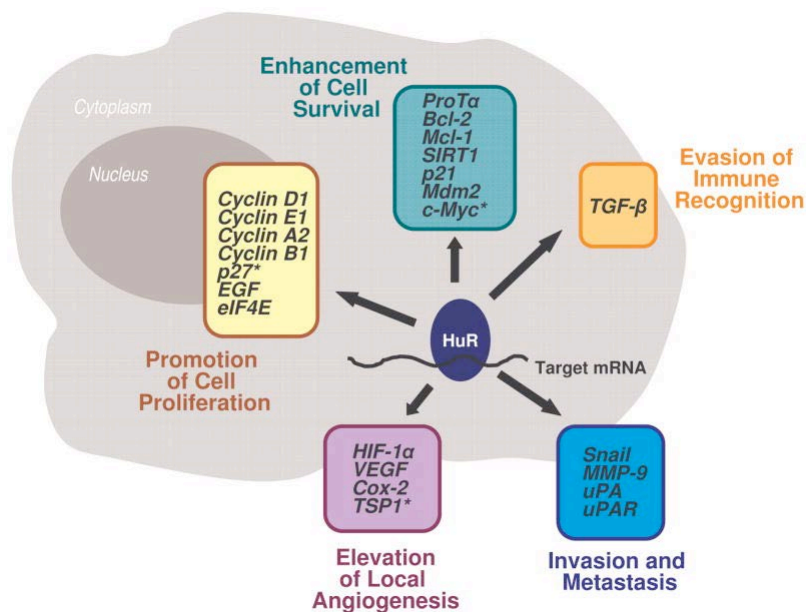 Enhancement
of Cell
Survival
Cytoplasm
Nucleus
ProTα
Bcl-2
Mcl-1
SIRT1
p21
Mdm2
c-Myc*
Evasion of
Immune
Recognition
TGF-β
Cyclin D1
Cyclin E1
Cyclin A2
Cyclin B1
p27*
EGF
eIF4E
Promotion
of Cell
Proliferation
HuR
Target mRNA
HIF-1α
VEGF
Cox-2
TSP1*
Elevation
of Local
Angiogenesis
Snail
MMP-9
uPA
uPAR
Invasion and
Metastasis